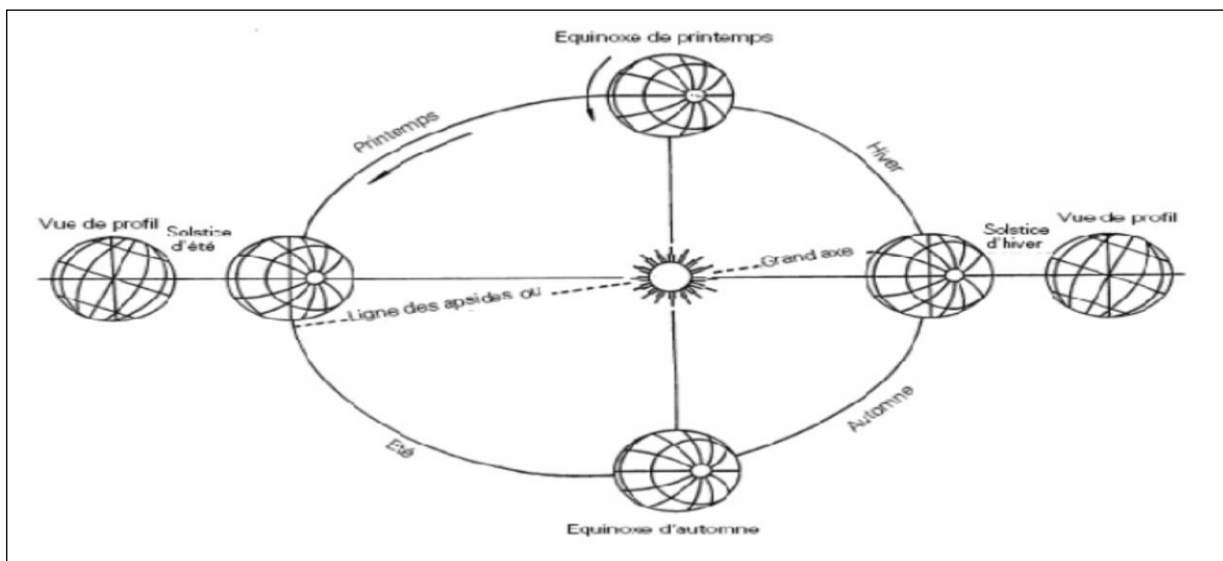 Equinoxe de printemps
Printemps
Hiver
Vue de profil
Solstice
d'été
Solstice
d'hiver
Vue de profil
Grand axe
Ligne des apsides ou
Eté
Automne
Equinoxe d'automne